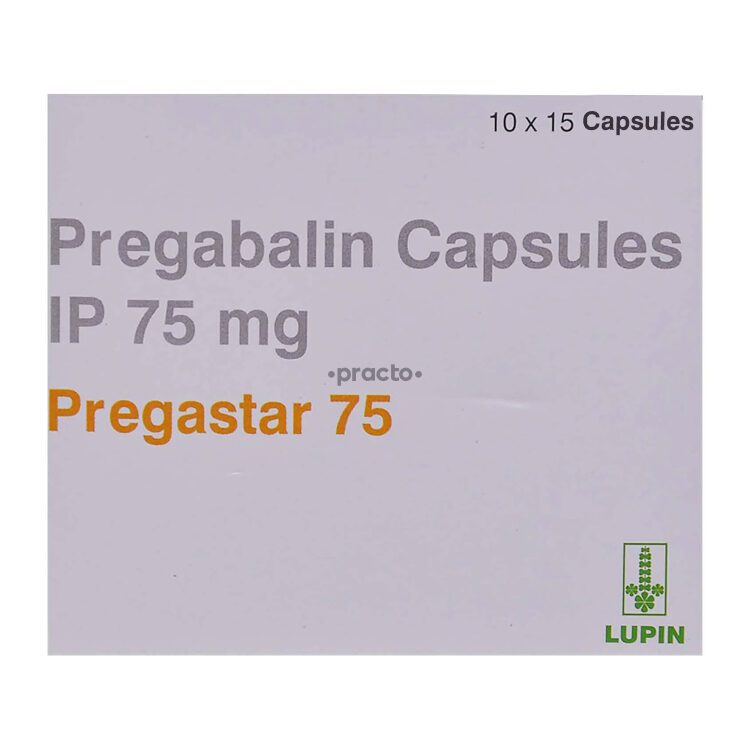 10 x 15 Capsules
Pregabalin Capsules
IP 75 mg
•practo•
Pregastar 75
LUPIN